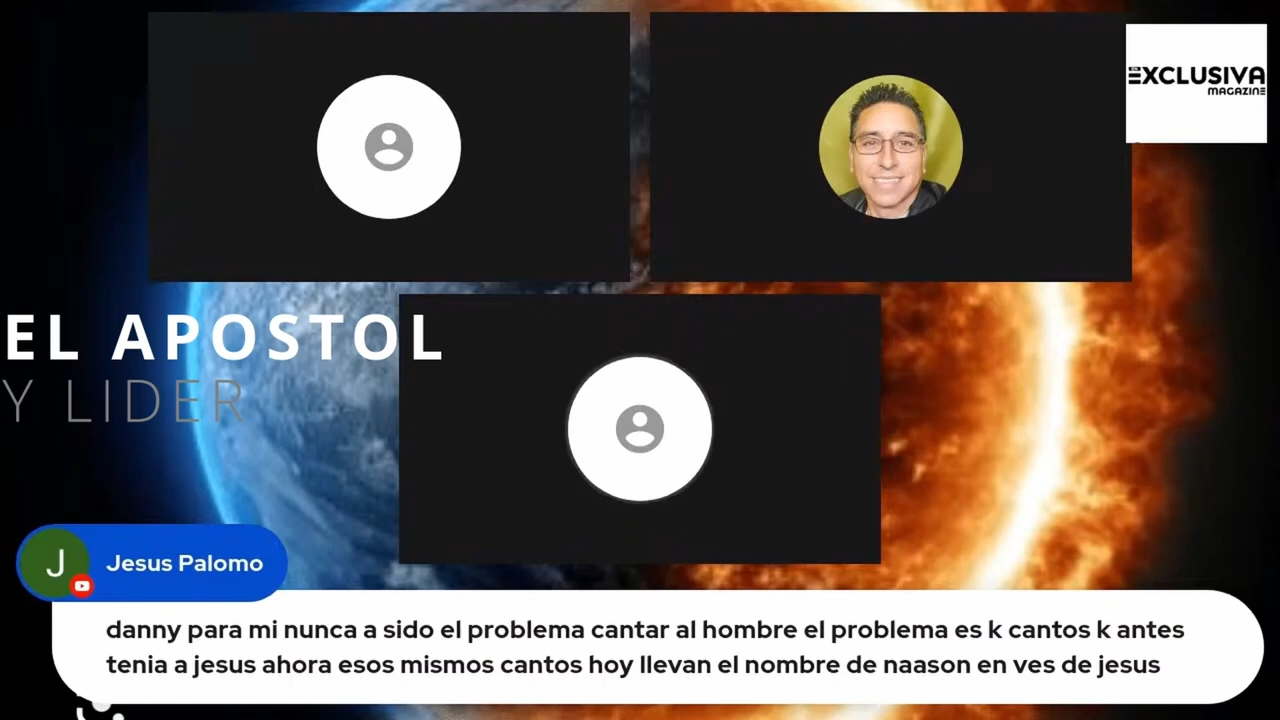 EN
EXCLUSIVA
MAGAZINE
EL APOSTOL
Y LIDER
J
Jesus Palomo
danny para mi nunca a sido el problema cantar al hombre el problema es k cantos k antes
tenia a jesus ahora esos mismos cantos hoy llevan el nombre de naason en ves de jesus